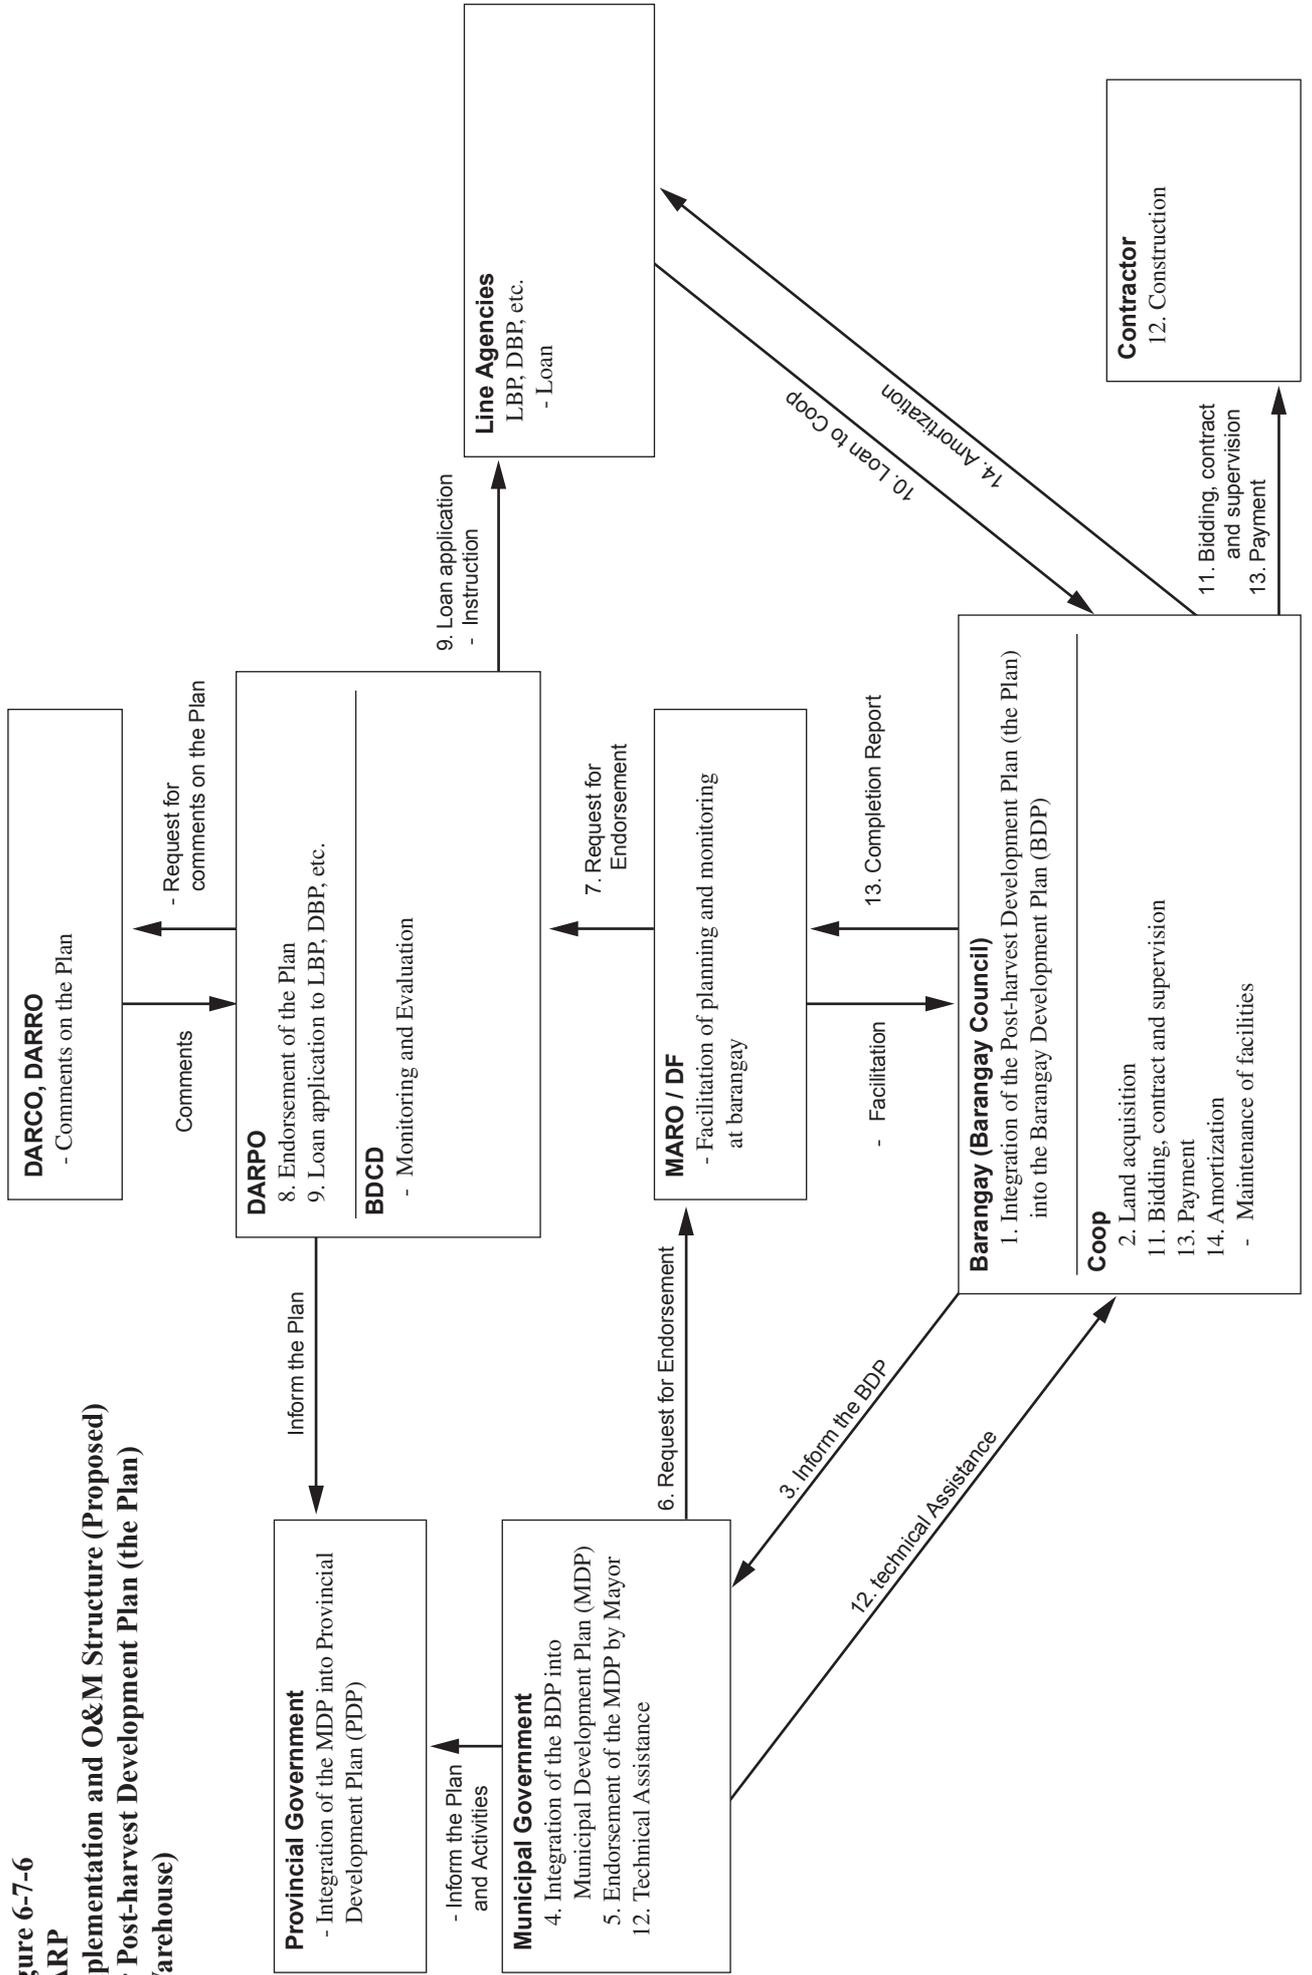 gure 6-7-6
ARP
plementation and O&M Structure (Proposed)
r Post-harvest Development Plan (the Plan)
arehouse)
DARCO, DARRO
- Comments on the Plan
Comments
- Request for
comments on the Plan
Provincial Government
- Integration of the MDP into Provincial
Development Plan (PDP)
Inform the Plan
DARPO
8. Endorsement of the Plan
9. Loan application to LBP, DBP, etc.
BDCD
- Monitoring and Evaluation
9. Loan application
- Instruction
Line Agencies
LBP, DBP, etc.
- Loan
- Inform the Plan
and Activities
Municipal Government
4. Integration of the BDP into
Municipal Development Plan (MDP)
5. Endorsement of the MDP by Mayor
12. Technical Assistance
6. Request for Endorsement
7. Request for
Endorsement
MARO / DF
- Facilitation of planning and monitoring
at barangay
- Facilitation
13. Completion Report
3. Inform the BDP
12. technical Assistance
10. Loan to Coop
14. Amortization
Barangay (Barangay Council)
1. Integration of the Post-harvest Development Plan (the Plan)
into the Barangay Development Plan (BDP)
Coop
2. Land acquisition
11. Bidding, contract and supervision
13. Payment
14. Amortization
- Maintenance of facilities
11. Bidding, contract
and supervision
13. Payment
Contractor
12. Construction